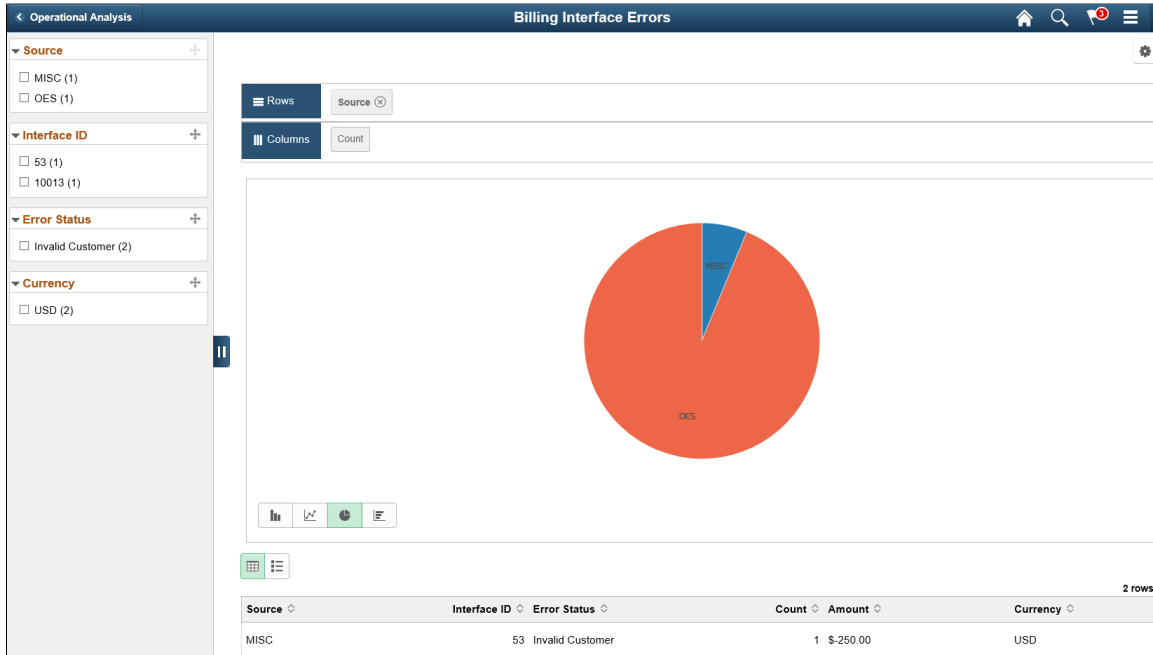 Operational Analysis
Billing Interface Errors
3
Source
MISC (1)
OES (1)
Interface ID
53 (1)
10013 (1)
Error Status
Invalid Customer (2)
Currency
USD (2)
Rows
Source
Columns
Count
MISC
OES
2 rows
Source Interface ID Error Status Count Amount Currency
MISC 53 Invalid Customer 1 $-250.00 USD